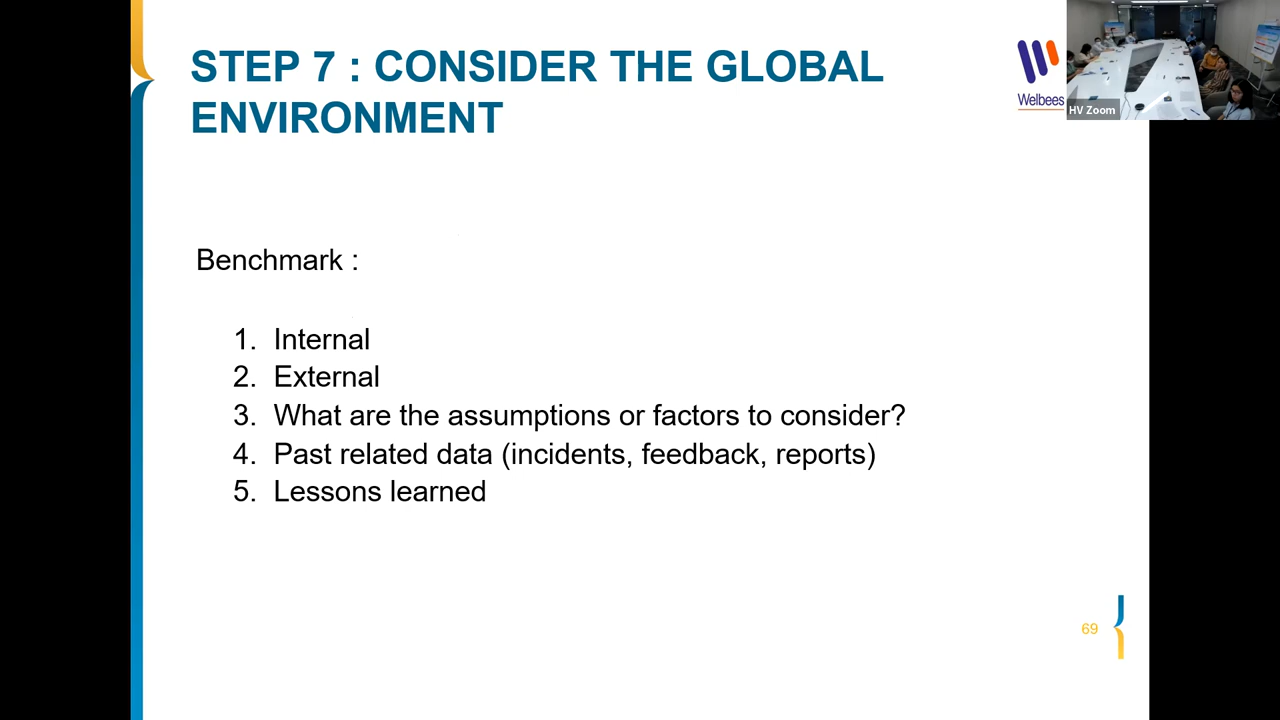 STEP 7 : CONSIDER THE GLOBAL
ENVIRONMENT
Welbees
HV Zoom
Benchmark :
1. Internal
2. External
3. What are the assumptions or factors to consider?
4. Past related data (incidents, feedback, reports)
5. Lessons learned
69